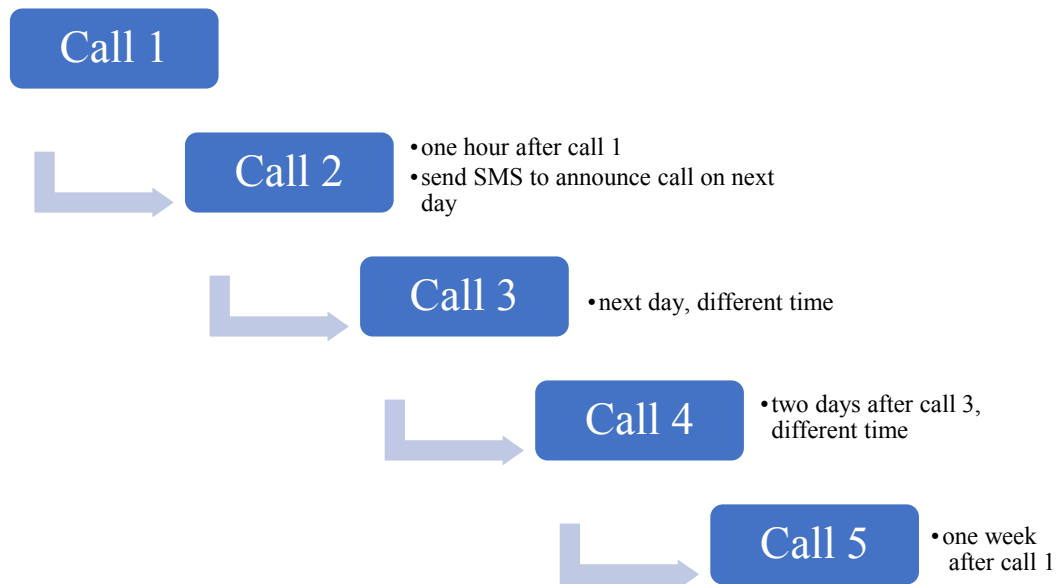 Call 1
Call 2
•one hour after call 1
•send SMS to announce call on next
day
Call 3
•next day, different time
Call 4
•two days after call 3,
different time
Call 5
•one week
after call 1